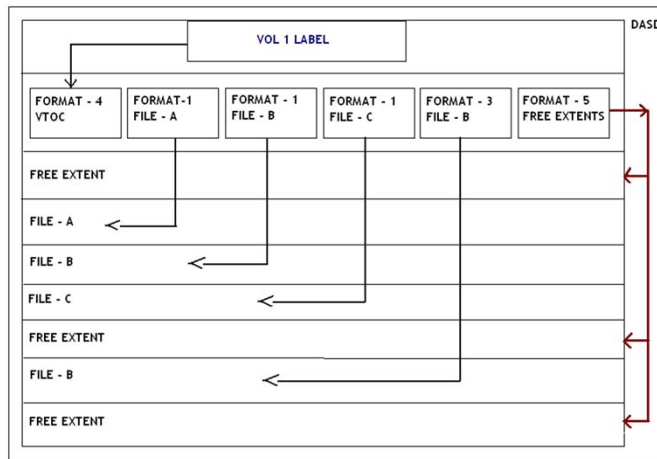 VOL 1 LABEL
DASD
FORMAT - 4
VTOC
FORMAT-1
FILE - A
FORMAT - 1
FILE - B
FORMAT - 1
FILE - C
FORMAT - 3
FILE - B
FORMAT - 5
FREE EXTENTS
FREE EXTENT
FILE - A
FILE - B
FILE - C
FREE EXTENT
FILE - B
FREE EXTENT